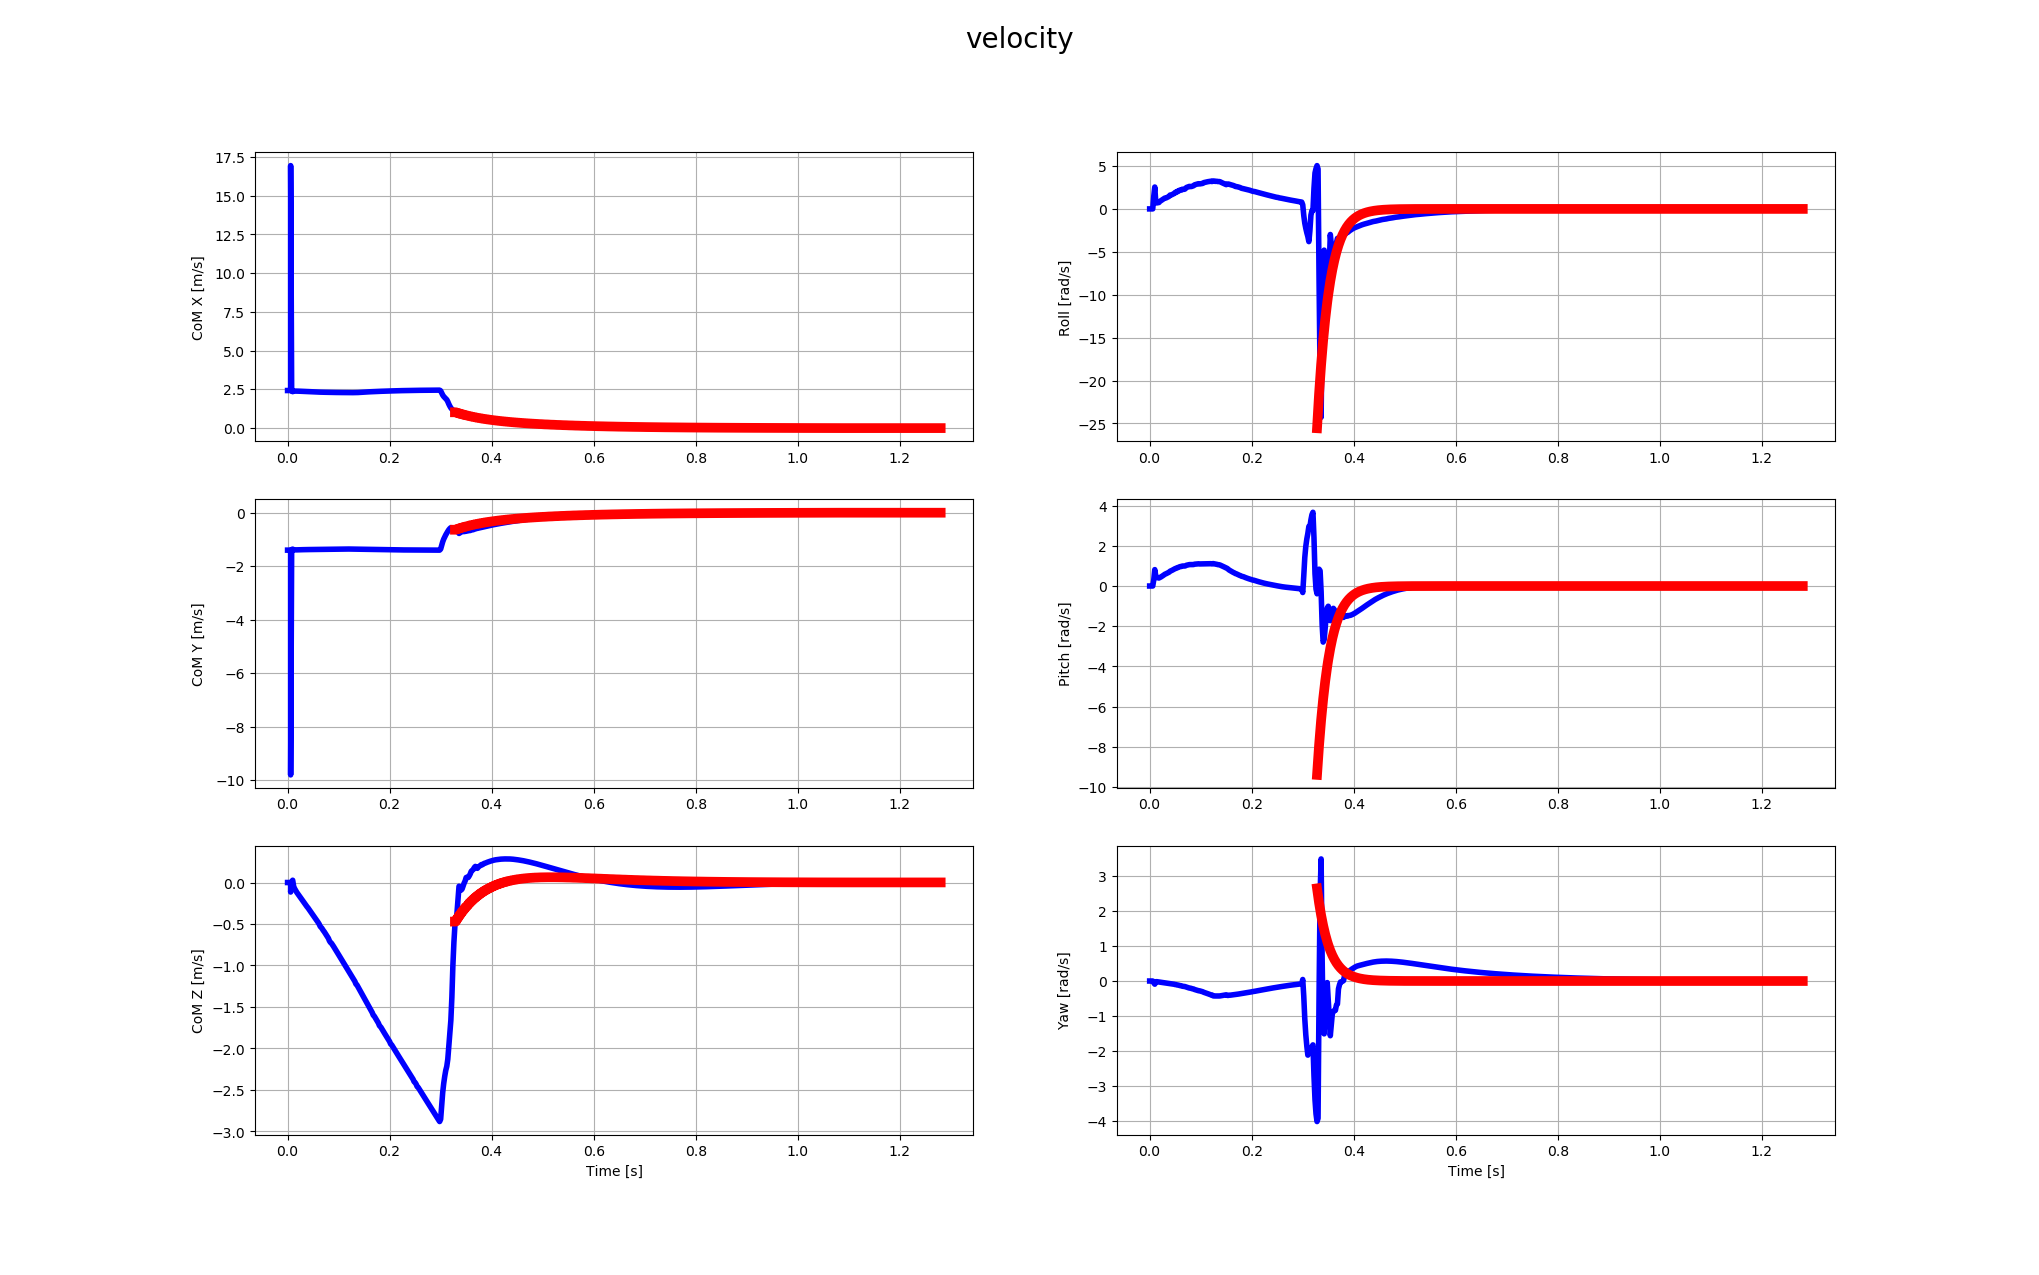 velocity
CoM X [m/s]
17.5
15.0
12.5
10.0
7.5
5.0
2.5
0.0
0.0 0.2 0.4 0.6 0.8 1.0 1.2
Roll [rad/s]
5
0
−5
−10
−15
−20
−25
0.0 0.2 0.4 0.6 0.8 1.0 1.2
CoM Y [m/s]
0
−2
−4
−6
−8
−10
0.0 0.2 0.4 0.6 0.8 1.0 1.2
Pitch [rad/s]
4
2
0
−2
−4
−6
−8
−10
0.0 0.2 0.4 0.6 0.8 1.0 1.2
CoM Z [m/s]
0.0
−0.5
−1.0
−1.5
−2.0
−2.5
−3.0
0.0 0.2 0.4 0.6 0.8 1.0 1.2
Time [s]
Yaw [rad/s]
3
2
1
0
−1
−2
−3
−4
0.0 0.2 0.4 0.6 0.8 1.0 1.2
Time [s]